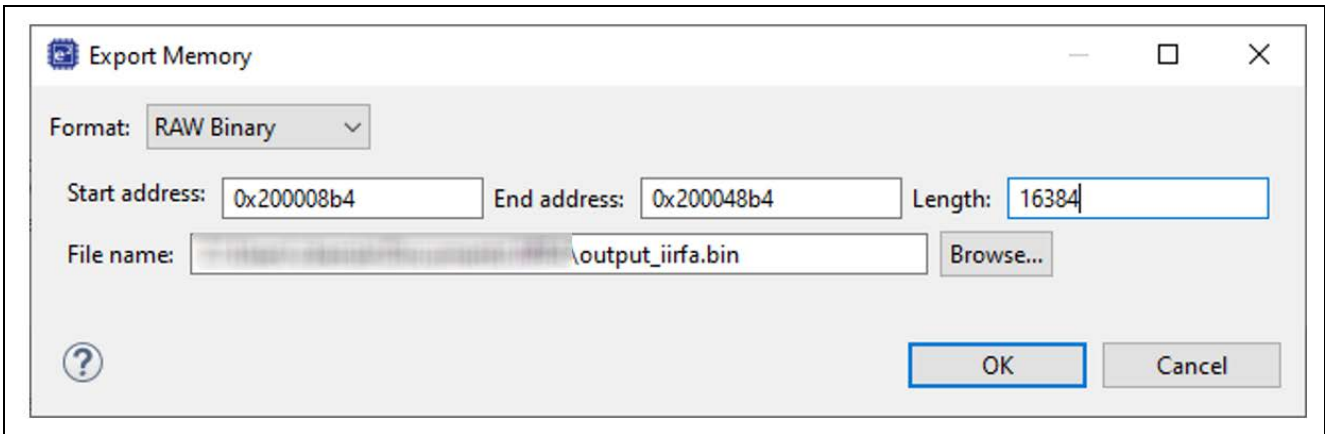 Export Memory
Format: RAW Binary
Start address: 0x200008b4 End address: 0x200048b4 Length: 16384
File name: \output_iirfa.bin Browse...
OK Cancel